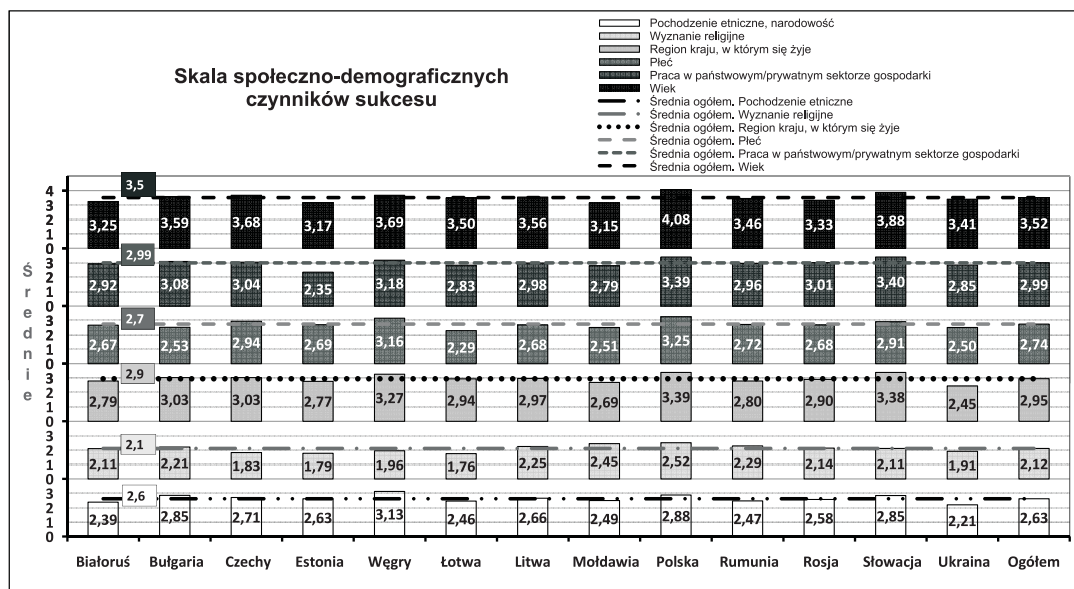 Pochodzenie etniczne, narodowość
Wyznanie religijne
Region kraju, w którym się żyje
Płeć
Praca w państwowym/prywatnym sektorze gospodarki
Wiek
Średnia ogółem. Pochodzenie etniczne
Średnia ogółem. Wyznanie religijne
Średnia ogółem. Region kraju, w którym się żyje
Średnia ogółem. Płeć
Średnia ogółem. Praca w państwowym/prywatnym sektorze gospodarki
Średnia ogółem. Wiek
Skala społeczno-demograficznych
czynników sukcesu
Średnie
3,5
4
3
2
1
0
3,25 3,59 3,68 3,17 3,69 3,50 3,56 3,15 4,08 3,46 3,33 3,88 3,41 3,52
2,99
3
2
1
0
2,92 3,08 3,04 2,35 3,18 2,83 2,98 2,79 3,39 2,96 3,01 3,40 2,85 2,99
2,7
3
2
1
0
2,67 2,53 2,94 2,69 3,16 2,29 2,68 2,51 3,25 2,72 2,68 2,91 2,50 2,74
2,9
3
2
1
0
2,79 3,03 3,03 2,77 3,27 2,94 2,97 2,69 3,39 2,80 2,90 3,38 2,45 2,95
2,1
3
2
1
0
2,11 2,21 1,83 1,79 1,96 1,76 2,25 2,45 2,52 2,29 2,14 2,11 1,91 2,12
2,6
3
2
1
0
2,39 2,85 2,71 2,63 3,13 2,46 2,66 2,49 2,88 2,47 2,58 2,85 2,21 2,63
Białoruś Bułgaria Czechy Estonia Węgry Łotwa Litwa Mołdawia Polska Rumunia Rosja Słowacja Ukraina Ogółem